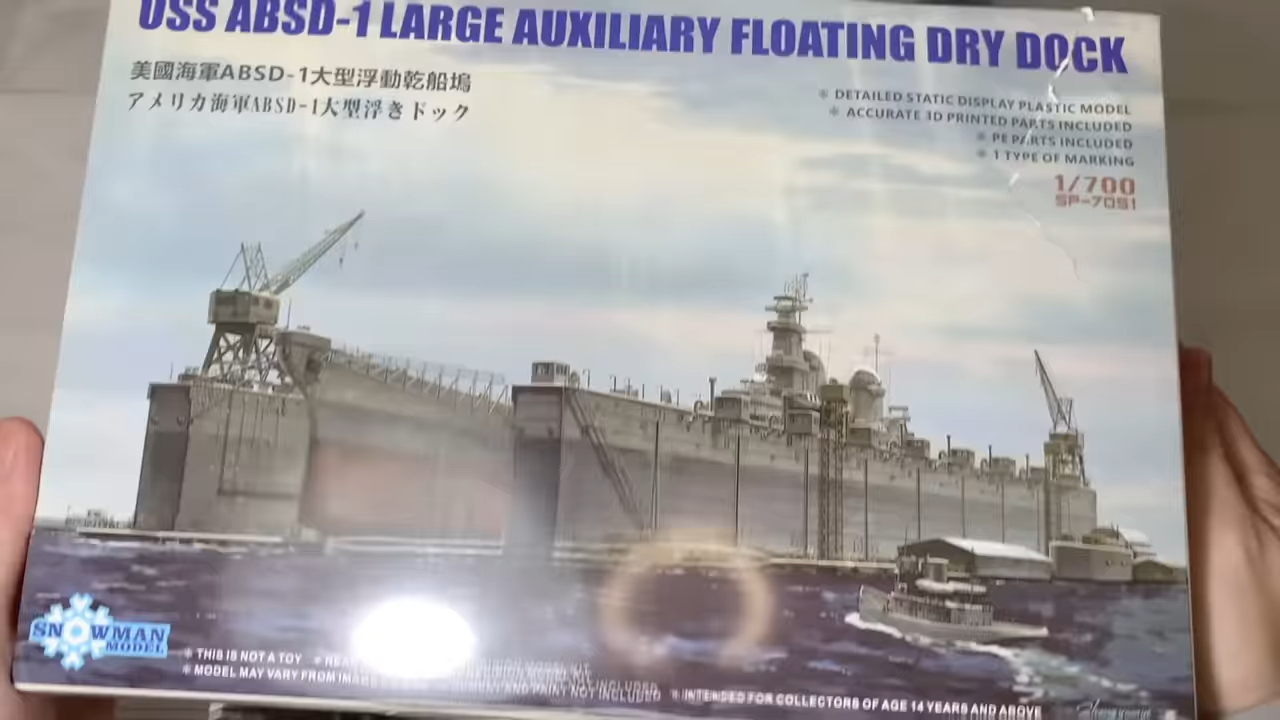 USS ABSD-1 LARGE AUXILIARY FLOATING DRY DOCK
美國海軍ABSD-1大型浮動乾船塢
アメリカ海軍ABSD-1大型浮きドック
※ DETAILED STATIC DISPLAY PLASTIC MODEL
※ ACCURATE 3D PRINTED PARTS INCLUDED
※ PE PARTS INCLUDED
※ 1 TYPE OF MARKING
1/700
SP-7051
SNOWMAN
MODEL
※ THIS IS NOT A TOY
※ MODEL MAY VARY FROM AND PAINT NOT INCLUDED ※ INTENDED FOR COLLECTORS OF AGE 14 YEARS AND ABOVE